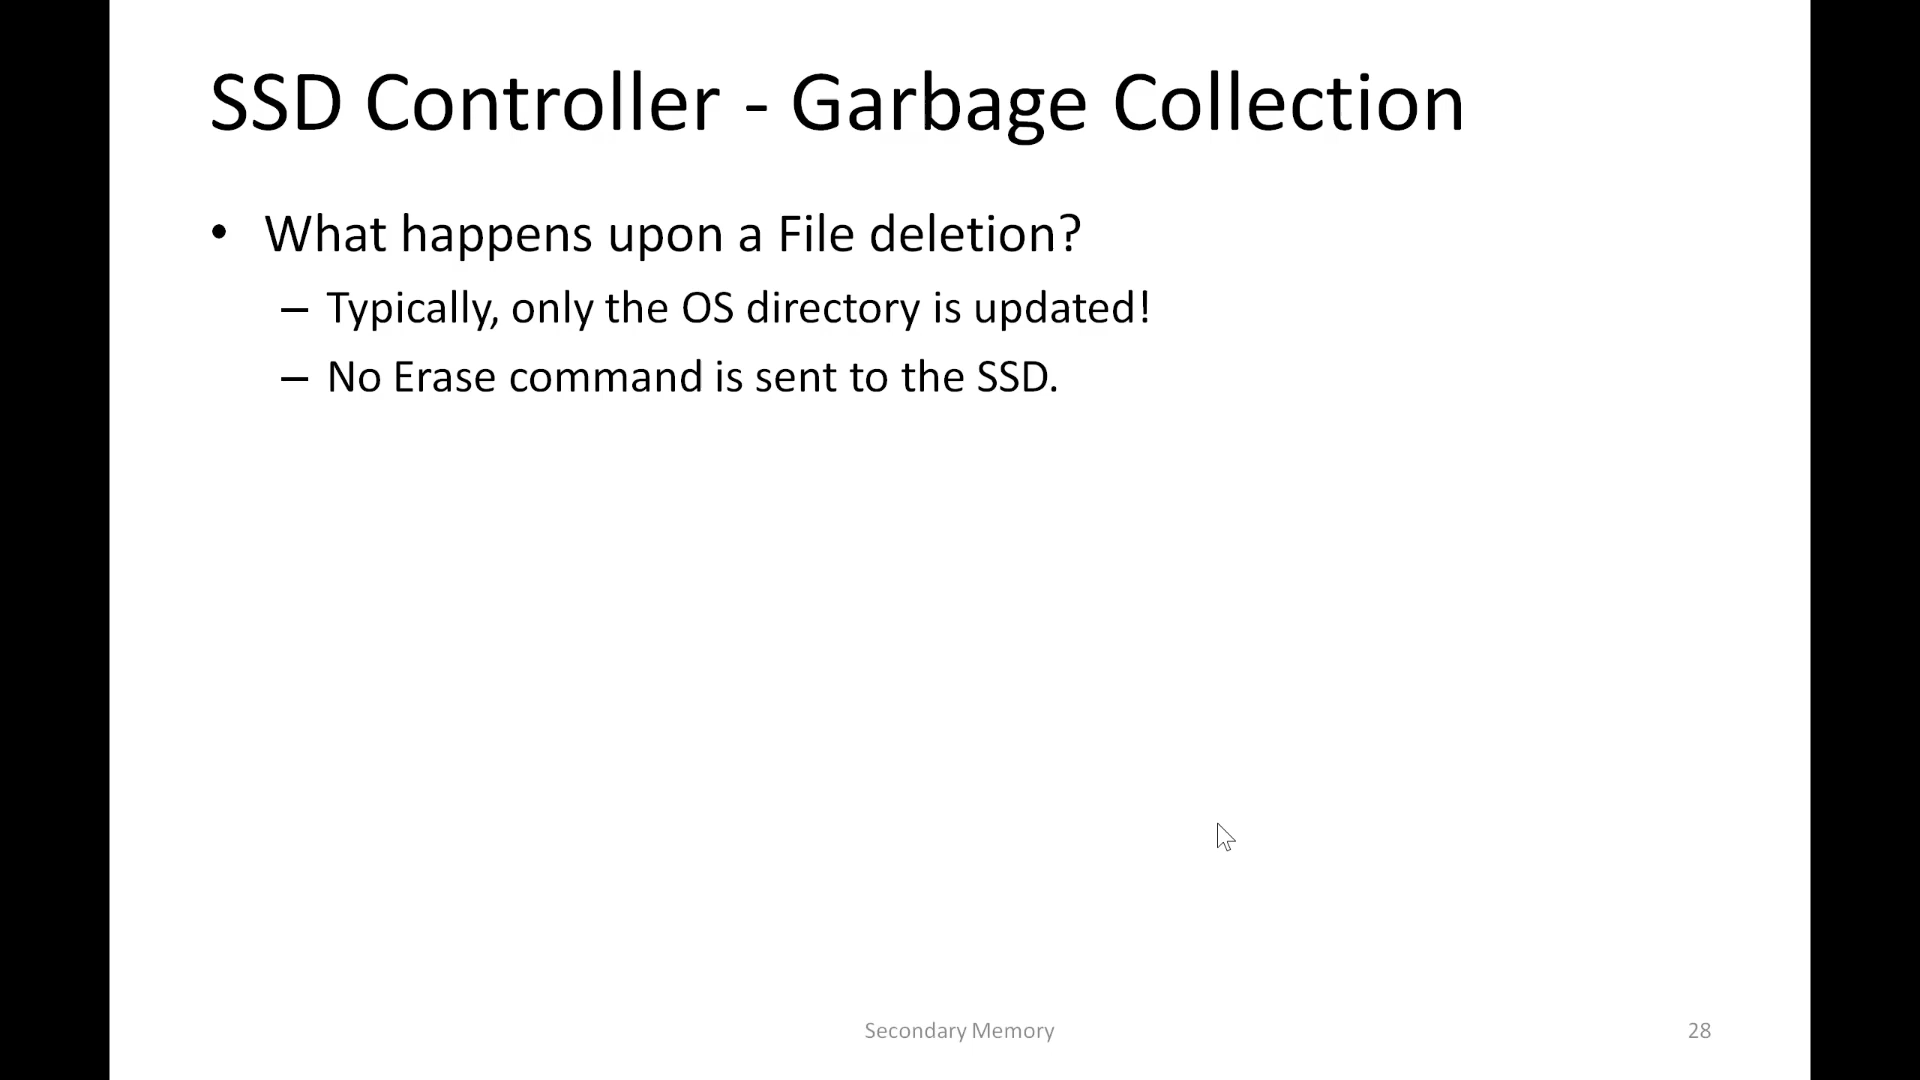 SSD Controller - Garbage Collection
• What happens upon a File deletion?
– Typically, only the OS directory is updated!
– No Erase command is sent to the SSD.
Secondary Memory
28